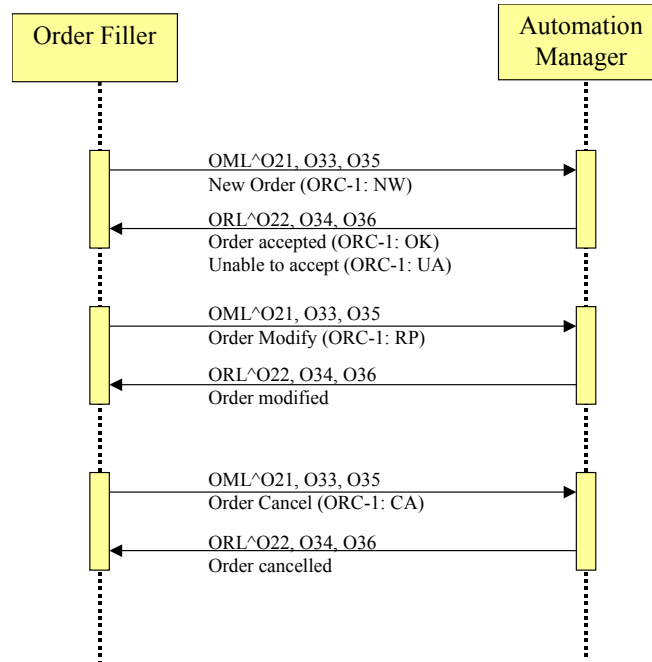 Order Filler
Automation
Manager
OML^O21, O33, O35
New Order (ORC-1: NW)
ORL^O22, O34, O36
Order accepted (ORC-1: OK)
Unable to accept (ORC-1: UA)
OML^O21, O33, O35
Order Modify (ORC-1: RP)
ORL^O22, O34, O36
Order modified
OML^O21, O33, O35
Order Cancel (ORC-1: CA)
ORL^O22, O34, O36
Order cancelled